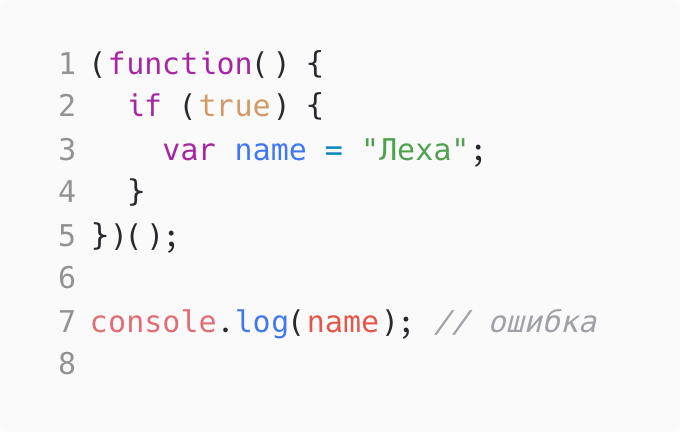 1 (function() {
2   if (true) {
3     var name = "Леха";
4   }
5 })();
6
7 console.log(name); // ошибка
8